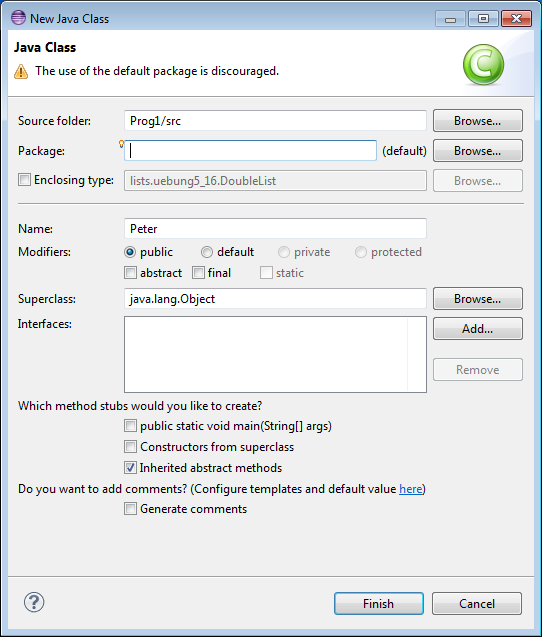 New Java Class
Java Class
The use of the default package is discouraged.
C
Source folder: Prog1/src Browse...
Package: (default) Browse...
Enclosing type: lists.uebung5_16.DoubleList Browse...
Name: Peter
Modifiers: public default private protected
abstract final static
Superclass: java.lang.Object Browse...
Interfaces: Add...
Remove
Which method stubs would you like to create?
public static void main(String[] args)
Constructors from superclass
Inherited abstract methods
Do you want to add comments? (Configure templates and default value here)
Generate comments
? Finish Cancel